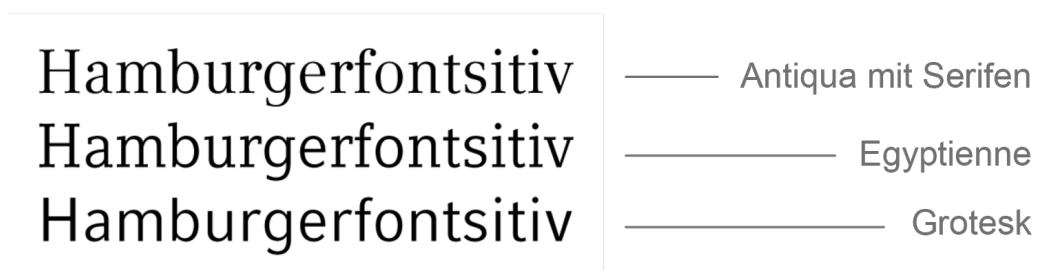 Hamburgerfontsitiv Antiqua mit Serifen
Hamburgerfontsitiv Egyptienne
Hamburgerfontsitiv Grotesk